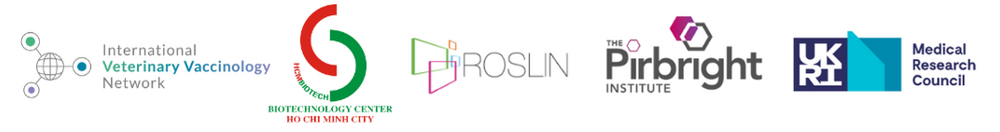 International
Veterinary Vaccinology
Network
HCMBIOTECH
BIOTECHNOLOGY CENTER
HO CHI MINH CITY
ROSLIN
THE
Pirbright
INSTITUTE
UK
RI
Medical
Research
Council